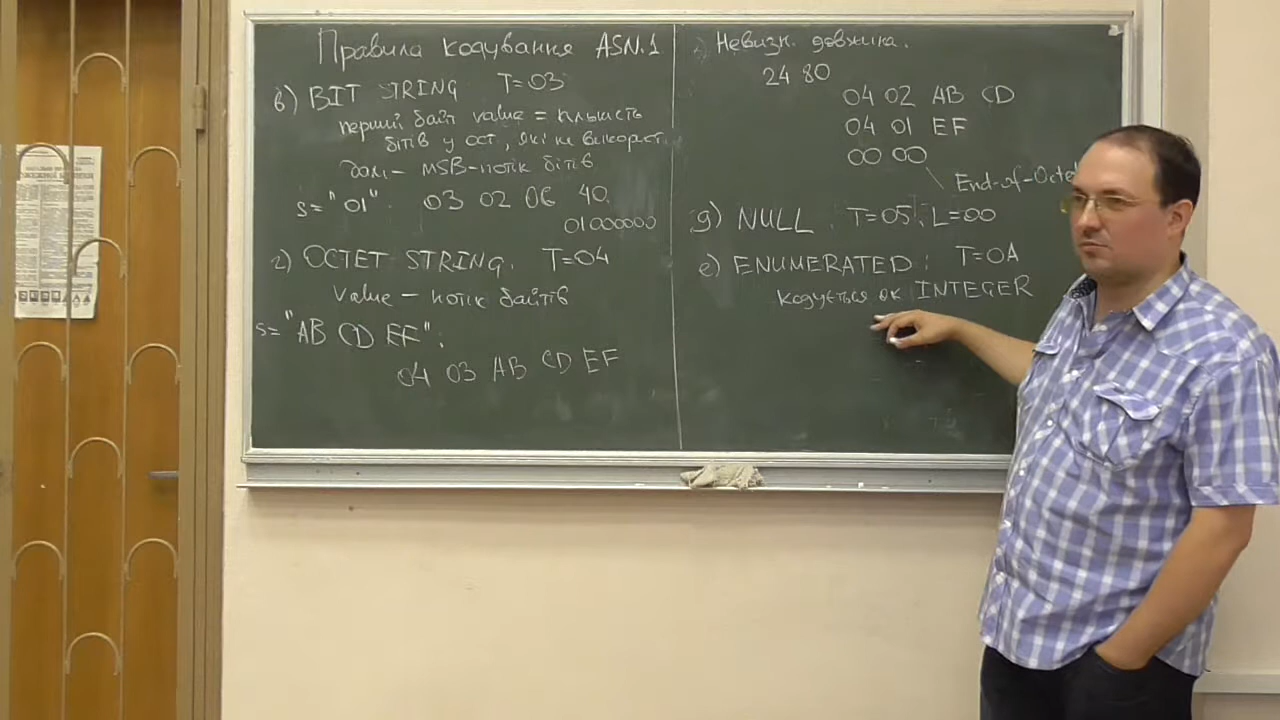 Правила кодування ASN.1
в) BIT STRING T=03
перший байт value = кількість
бітів у ост., які не використ.
далі – MSB-потік бітів
s="01": 03 02 06 40
01000000
г) OCTET STRING. T=04
value – потік байтів
s="AB CD EF":
04 03 AB CD EF
Невизн. довжина.
24 80
04 02 AB CD
04 01 EF
00 00
End-of-Octe
д) NULL. T=05; L=00
е) ENUMERATED: T=0A
кодується як INTEGER